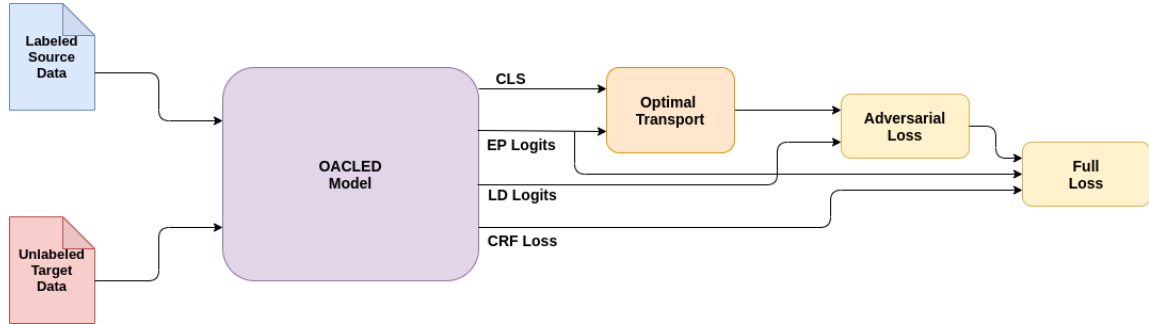 Labeled
Source
Data
Unlabeled
Target
Data
OACLED
Model
CLS
EP Logits
LD Logits
CRF Loss
Optimal
Transport
Adversarial
Loss
Full
Loss